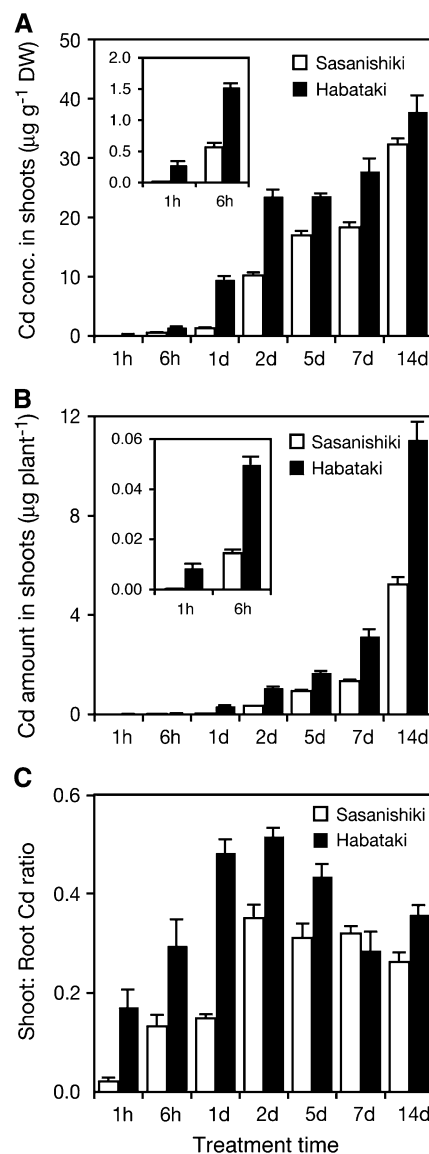 A
Cd conc. in shoots (µg g⁻¹ DW)
50
40
30
20
10
0
2.0
1.5
1.0
0.5
0.0
1h 6h
Sasanishiki
Habataki
1h 6h 1d 2d 5d 7d 14d
B
Cd amount in shoots (µg plant⁻¹)
12
8
4
0
0.06
0.04
0.02
0.00
1h 6h
Sasanishiki
Habataki
1h 6h 1d 2d 5d 7d 14d
C
Shoot: Root Cd ratio
0.6
0.4
0.2
0.0
Sasanishiki
Habataki
1h 6h 1d 2d 5d 7d 14d
Treatment time